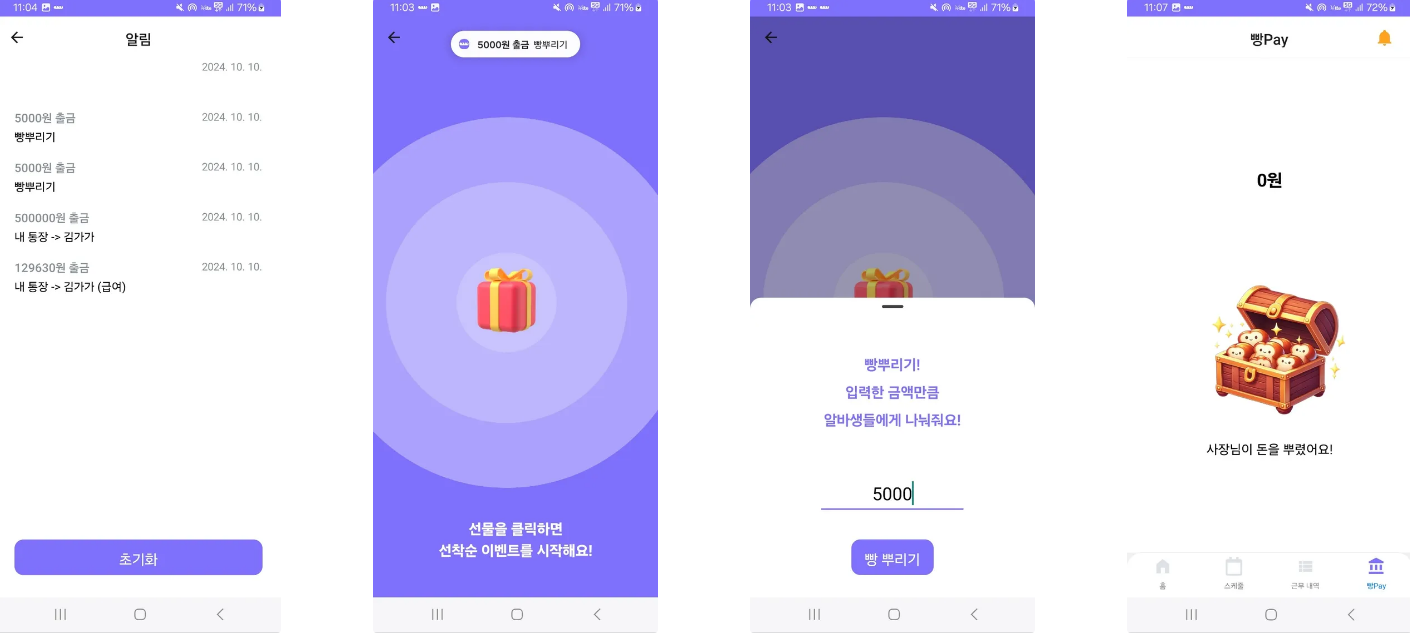 11:04
71%
알림
2024. 10. 10.
5000원 출금
2024. 10. 10.
빵뿌리기
5000원 출금
2024. 10. 10.
빵뿌리기
500000원 출금
2024. 10. 10.
내 통장 -> 김가가
129630원 출금
2024. 10. 10.
내 통장 -> 김가가 (급여)
초기화
11:03
71%
5000원 출금 빵뿌리기
선물을 클릭하면
선착순 이벤트를 시작해요!
11:03
71%
빵뿌리기!
입력한 금액만큼
알바생들에게 나눠줘요!
5000
빵 뿌리기
11:07
72%
빵Pay
0원
사장님이 돈을 뿌렸어요!
홈
스케줄
근무 내역
빵Pay